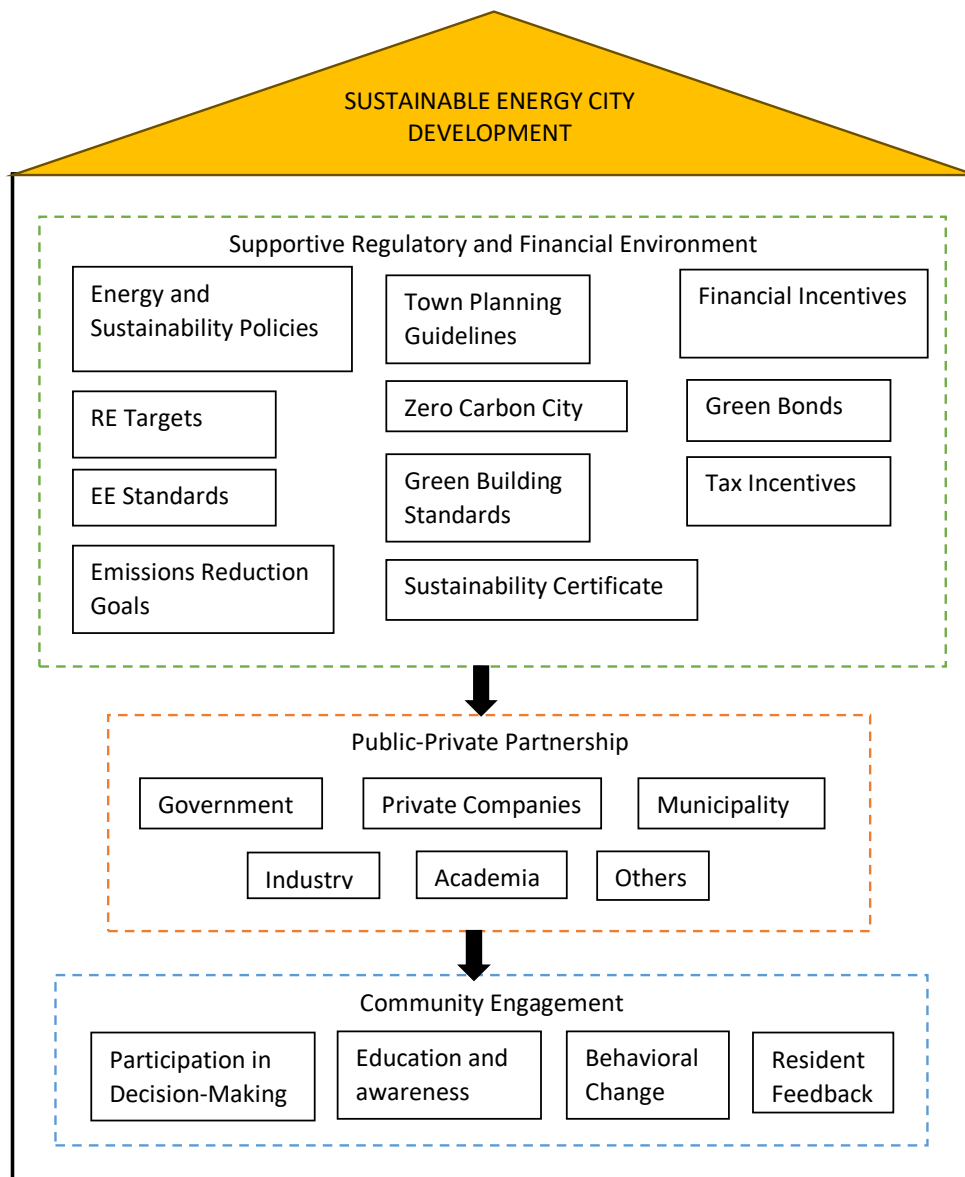 SUSTAINABLE ENERGY CITY
DEVELOPMENT
Supportive Regulatory and Financial Environment
Energy and
Sustainability Policies
Town Planning
Guidelines
Financial Incentives
RE Targets
Zero Carbon City
Green Bonds
EE Standards
Green Building
Standards
Tax Incentives
Emissions Reduction
Goals
Sustainability Certificate
Public-Private Partnership
Government
Private Companies
Municipality
Industry
Academia
Others
Community Engagement
Participation in
Decision-Making
Education and
awareness
Behavioral
Change
Resident
Feedback